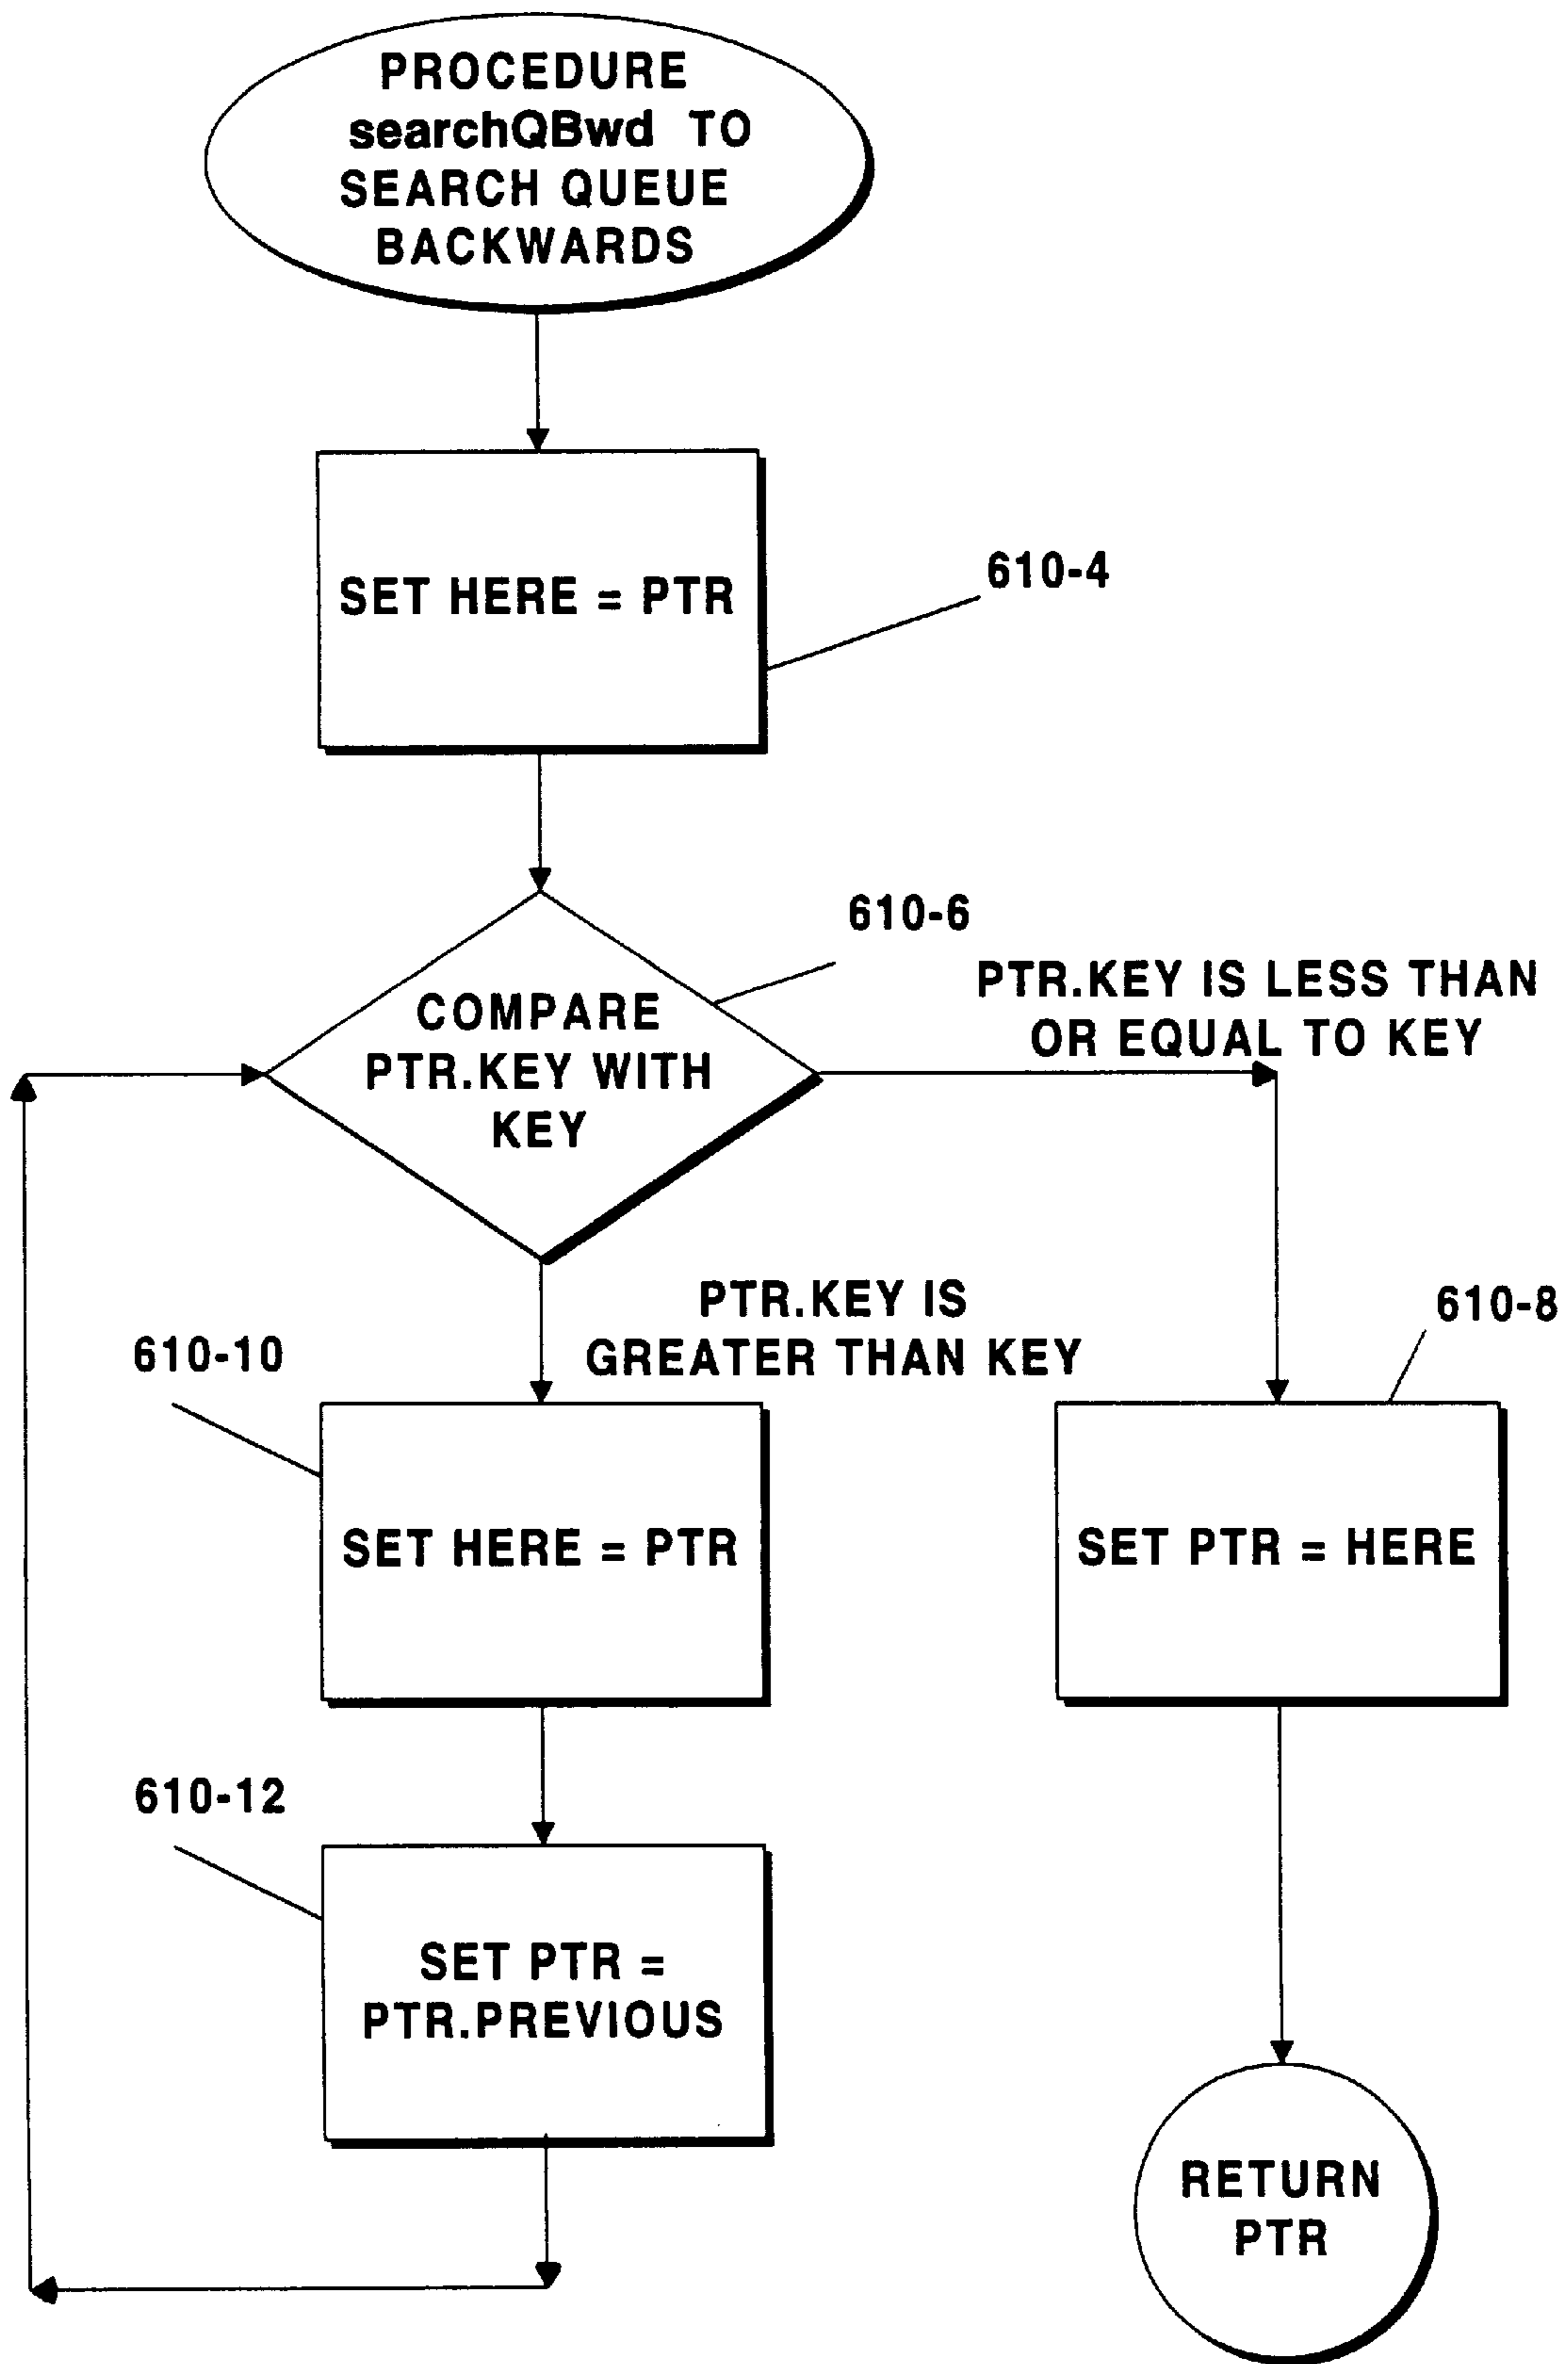 PROCEDURE
searchQBwd TO
SEARCH QUEUE
BACKWARDS
SET HERE = PTR
610-4
610-6
COMPARE
PTR.KEY WITH
KEY
PTR.KEY IS LESS THAN
OR EQUAL TO KEY
PTR.KEY IS
GREATER THAN KEY
610-8
610-10
SET HERE = PTR
SET PTR = HERE
610-12
SET PTR =
PTR.PREVIOUS
RETURN
PTR